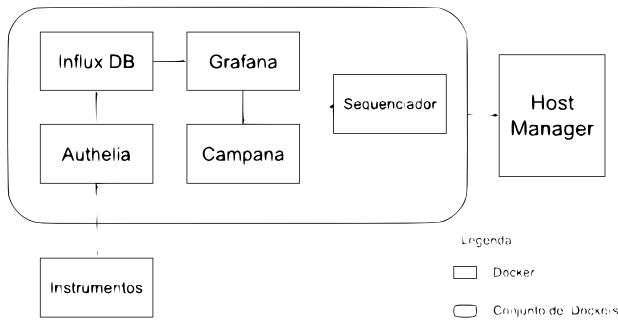 Influx DB
Grafana
Sequenciador
Host
Manager
Authelia
Campana
Instrumentos
Legenda
Docker
Conjunto de Dockers